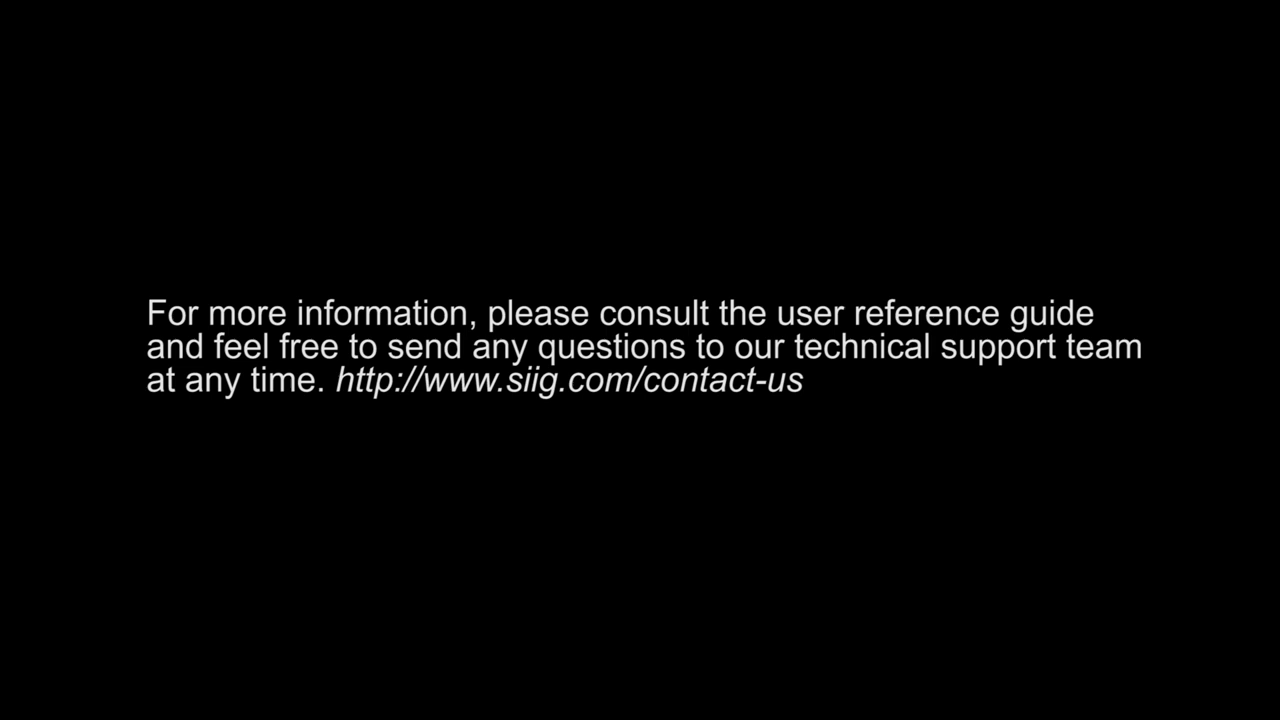 For more information, please consult the user reference guide
and feel free to send any questions to our technical support team
at any time. http://www.siig.com/contact-us